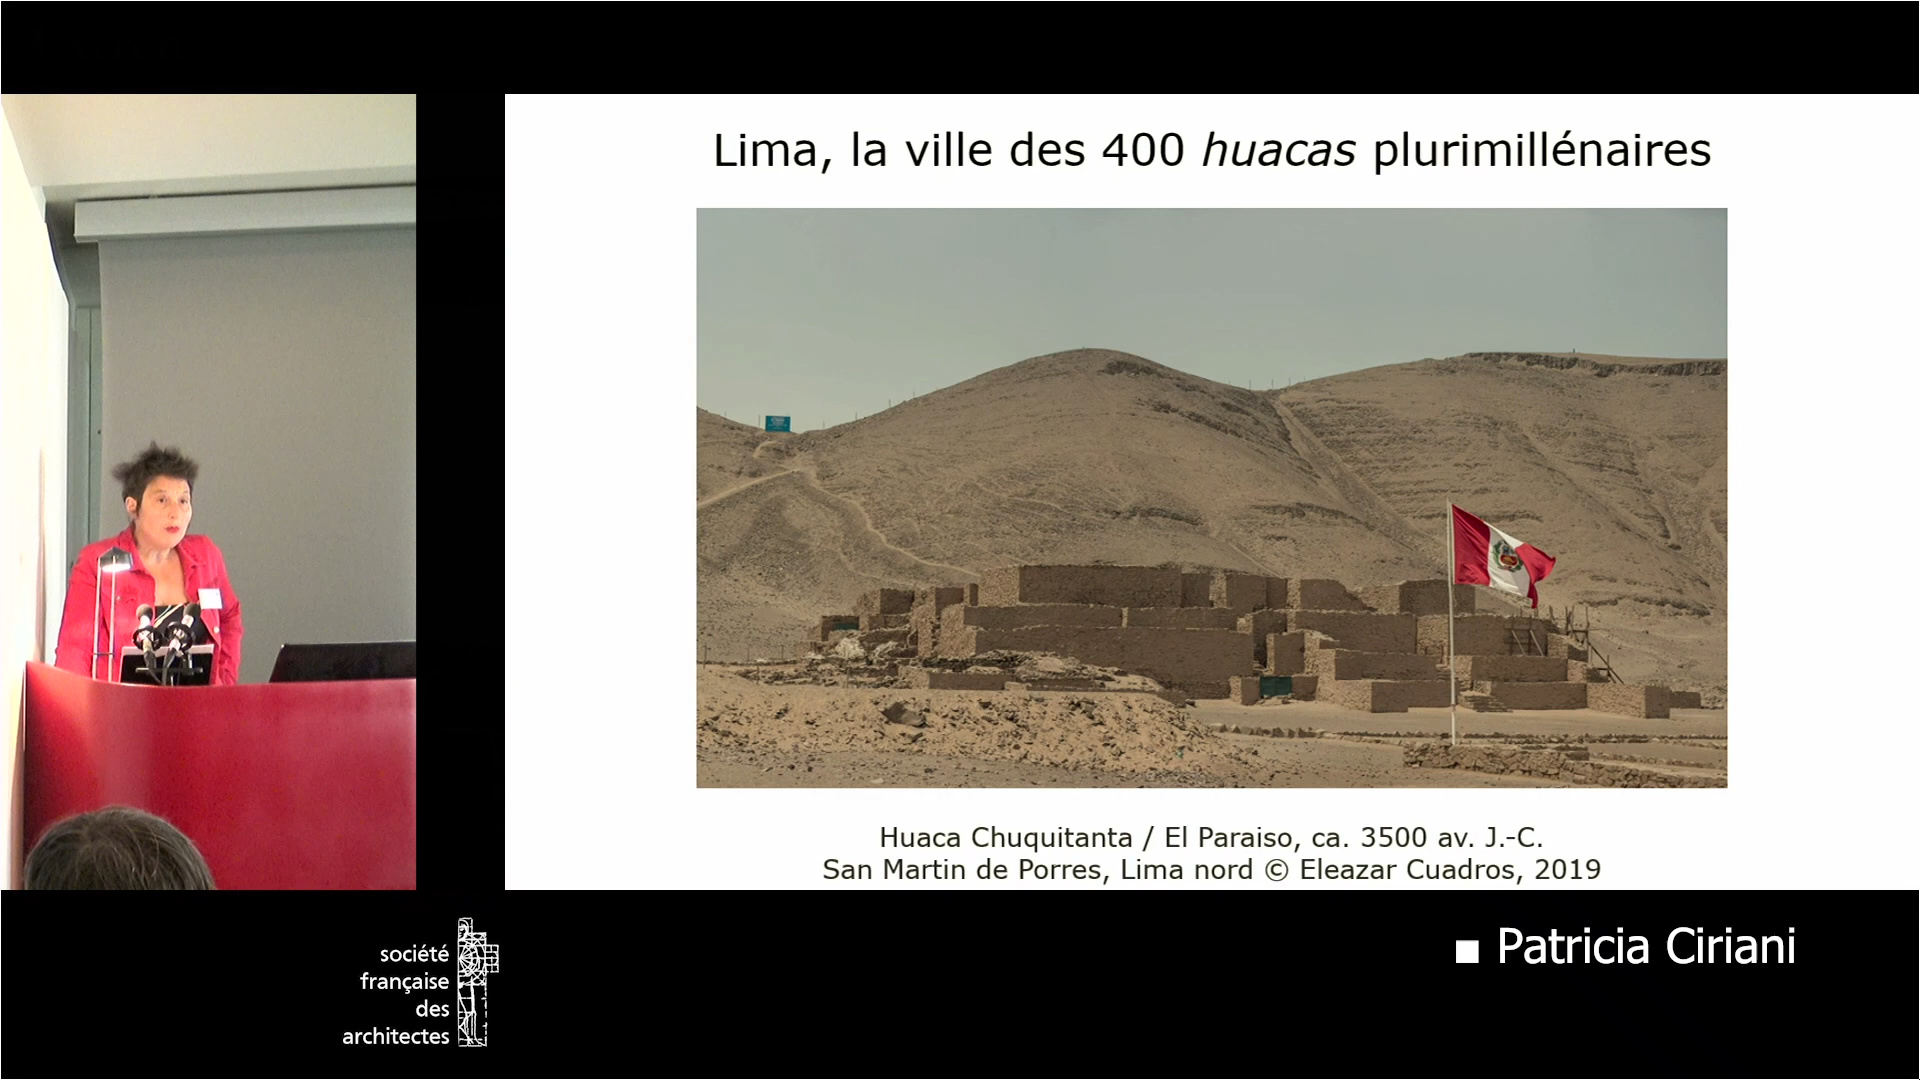 Lima, la ville des 400 huacas plurimillénaires
Huaca Chuquitanta / El Paraiso, ca. 3500 av. J.-C.
San Martin de Porres, Lima nord © Eleazar Cuadros, 2019
société
française
des
architectes
Patricia Ciriani